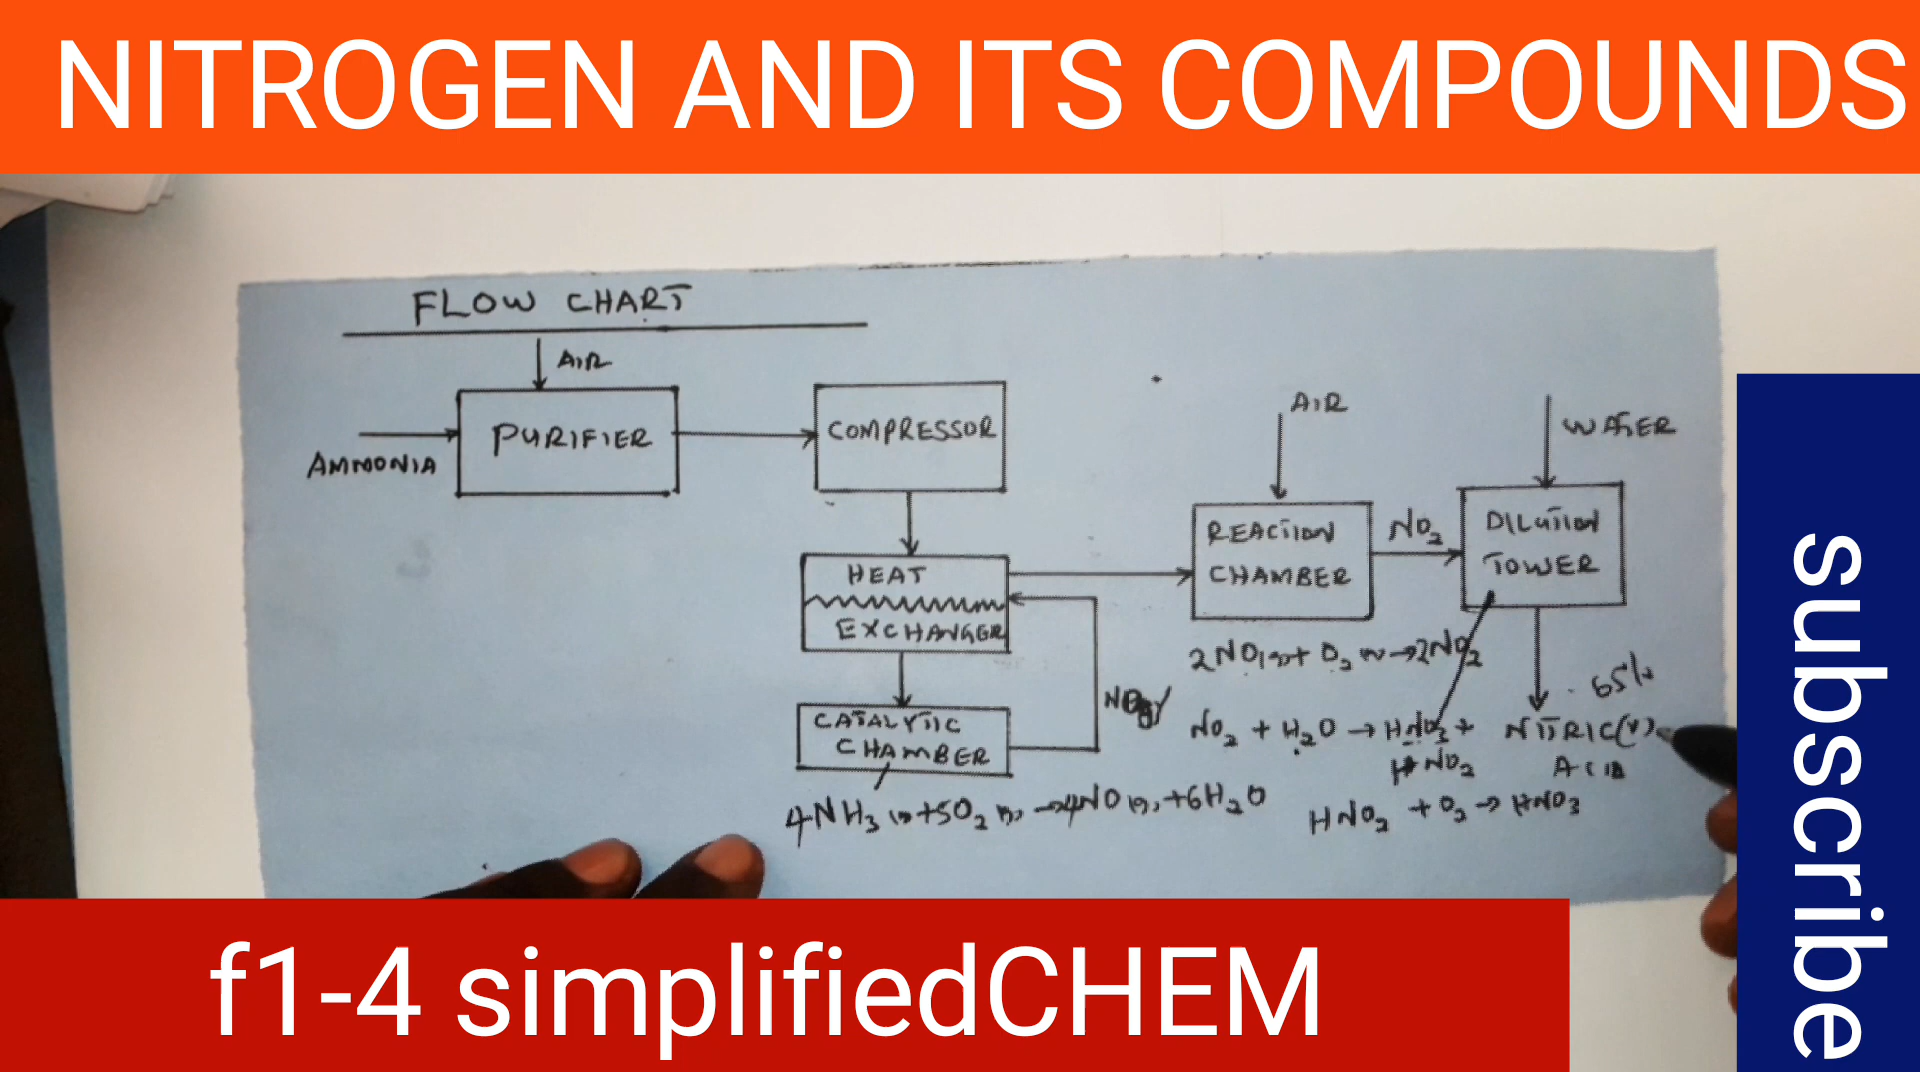 NITROGEN AND ITS COMPOUNDS
FLOW CHART
AIR
AMMONIA
PURIFIER
COMPRESSOR
AIR
WATER
HEAT
EXCHANGER
REACTION
CHAMBER
NO₂
DILUTION
TOWER
CATALYTIC
CHAMBER
2NO(g) + O₂ (g) → 2NO₂
65%
NO₂ + H₂O → HNO₃ +
HNO₂
NITRIC(V)
ACID
4NH₃ (g) + 5O₂ (g) → 4NO (g) + 6H₂O
HNO₂ + O₂ → HNO₃
subscribe
f1-4 simplifiedCHEM